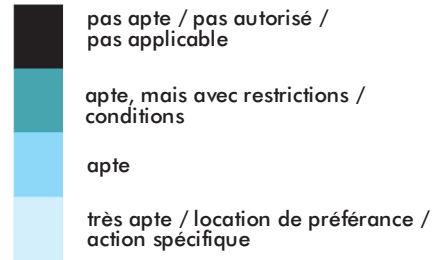 pas apte / pas autorisé /
pas applicable
apte, mais avec restrictions /
conditions
apte
très apte / location de préférance /
action spécifique